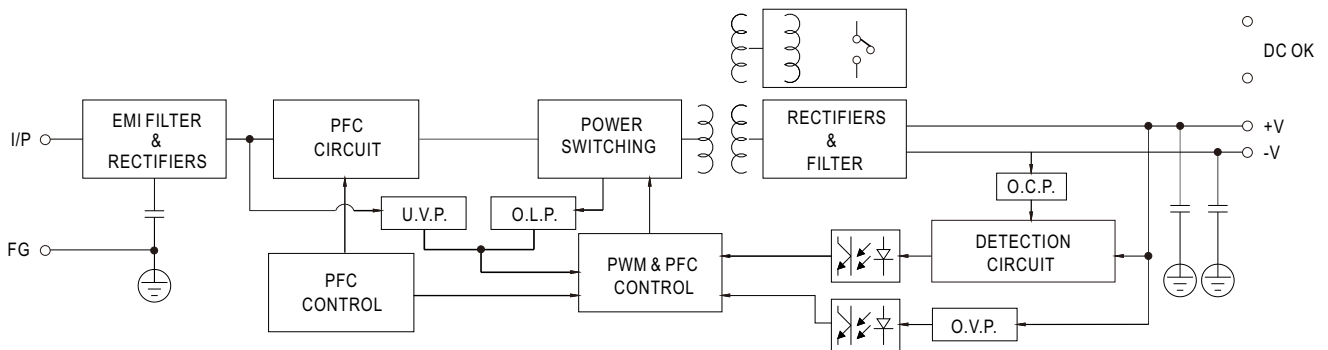 DC OK
I/P
EMI FILTER
&
RECTIFIERS
PFC
CIRCUIT
POWER
SWITCHING
RECTIFIERS
&
FILTER
+V
-V
O.C.P.
U.V.P.
O.L.P.
FG
DETECTION
CIRCUIT
PFC
CONTROL
PWM & PFC
CONTROL
O.V.P.